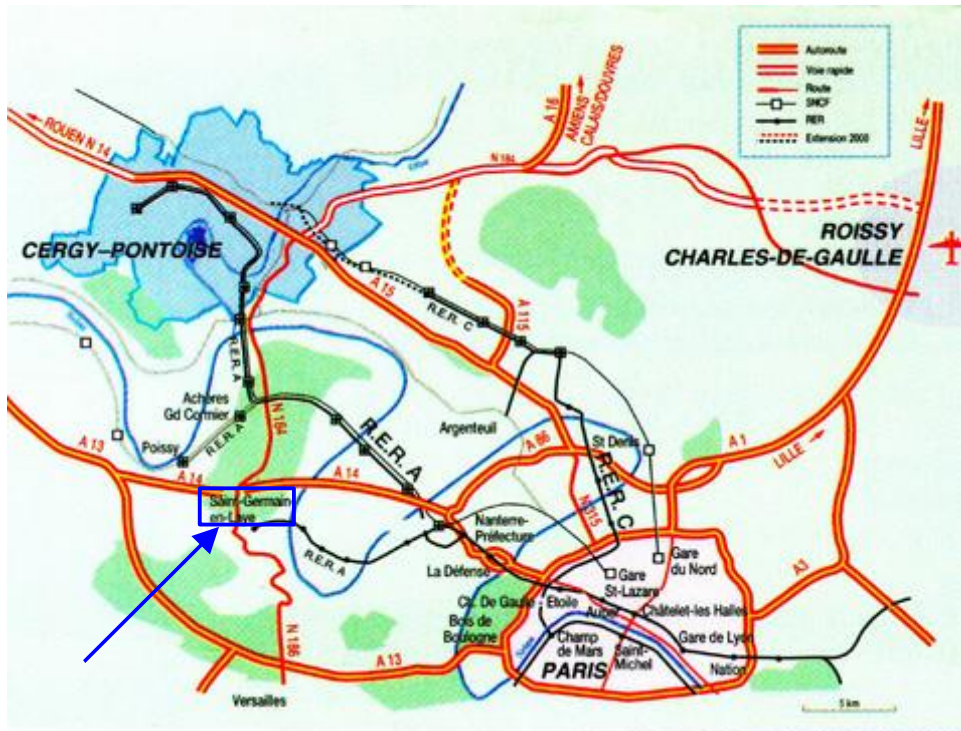 Autoroute
Voie rapide
Route
SNCF
RER
Extension 2000
ROUEN N 14
A 16
AMIENS
CALAIS/DOUVRES
LILLE
N 184
ROISSY
CHARLES-DE-GAULLE
CERGY–PONTOISE
A 15
R.E.R. C
A 115
R.E.R. A
Achères
Gd Cormier
N 184
R.E.R. A
Poissy
A 13
A 14
R.E.R. A
A 14
Argenteuil
A 86
St Denis
A 1
LILLE
R.E.R. C
N 315
Saint-Germain-
en-Laye
R.E.R. A
Nanterre-
Préfecture
La Défense
Gare
du Nord
Gare
St-Lazare
A3
Ch. De Gaule - Etoile
Auber
Châtelet-les Halles
Bois de
Boulogne
Champ
de Mars
Saint-
Michel
Gare de Lyon
Nation
Seine
PARIS
N 186
A 13
Versailles
5 km